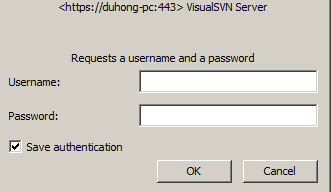 <https://duhong-pc:443> VisualSVN Server
Requests a username and a password
Username:
Password:
Save authentication
OK Cancel